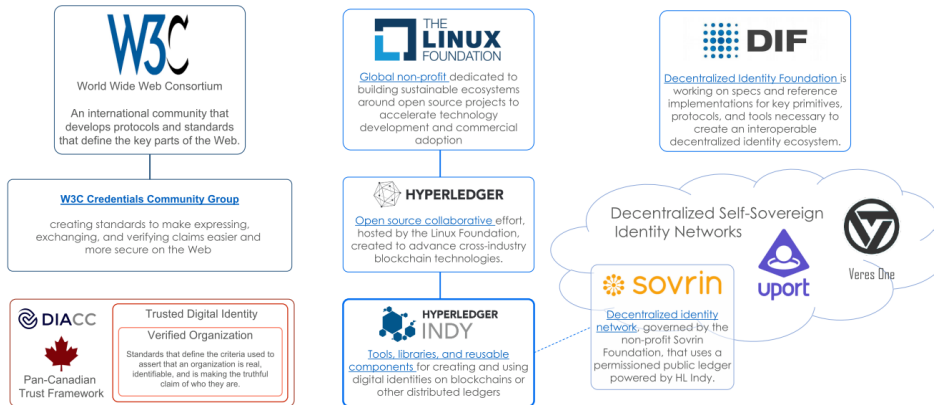 W3C
World Wide Web Consortium
An international community that
develops protocols and standards
that define the key parts of the Web.
W3C Credentials Community Group
creating standards to make expressing,
exchanging, and verifying claims easier and
more secure on the Web
DIACC
Pan-Canadian
Trust Framework
Trusted Digital Identity
Verified Organization
Standards that define the criteria used to
assert that an organization is real,
identifiable, and is making the truthful
claim of who they are.
THE
LINUX
FOUNDATION
Global non-profit dedicated to
building sustainable ecosystems
around open source projects to
accelerate technology
development and commercial
adoption
HYPERLEDGER
Open source collaborative effort,
hosted by the Linux Foundation,
created to advance cross-industry
blockchain technologies.
HYPERLEDGER
INDY
Tools, libraries, and reusable
components for creating and using
digital identities on blockchains or
other distributed ledgers
DIF
Decentralized Identity Foundation is
working on specs and reference
implementations for key primitives,
protocols, and tools necessary to
create an interoperable
decentralized identity ecosystem.
Decentralized Self-Sovereign
Identity Networks
uport
Veres One
sovrin
Decentralized identity
network, governed by the
non-profit Sovrin
Foundation, that uses a
permissioned public ledger
powered by HL Indy.